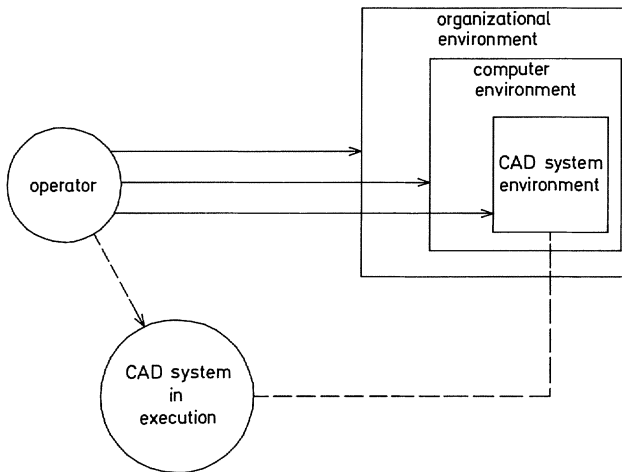 organizational
environment
computer
environment
CAD system
environment
operator
CAD system
in
execution